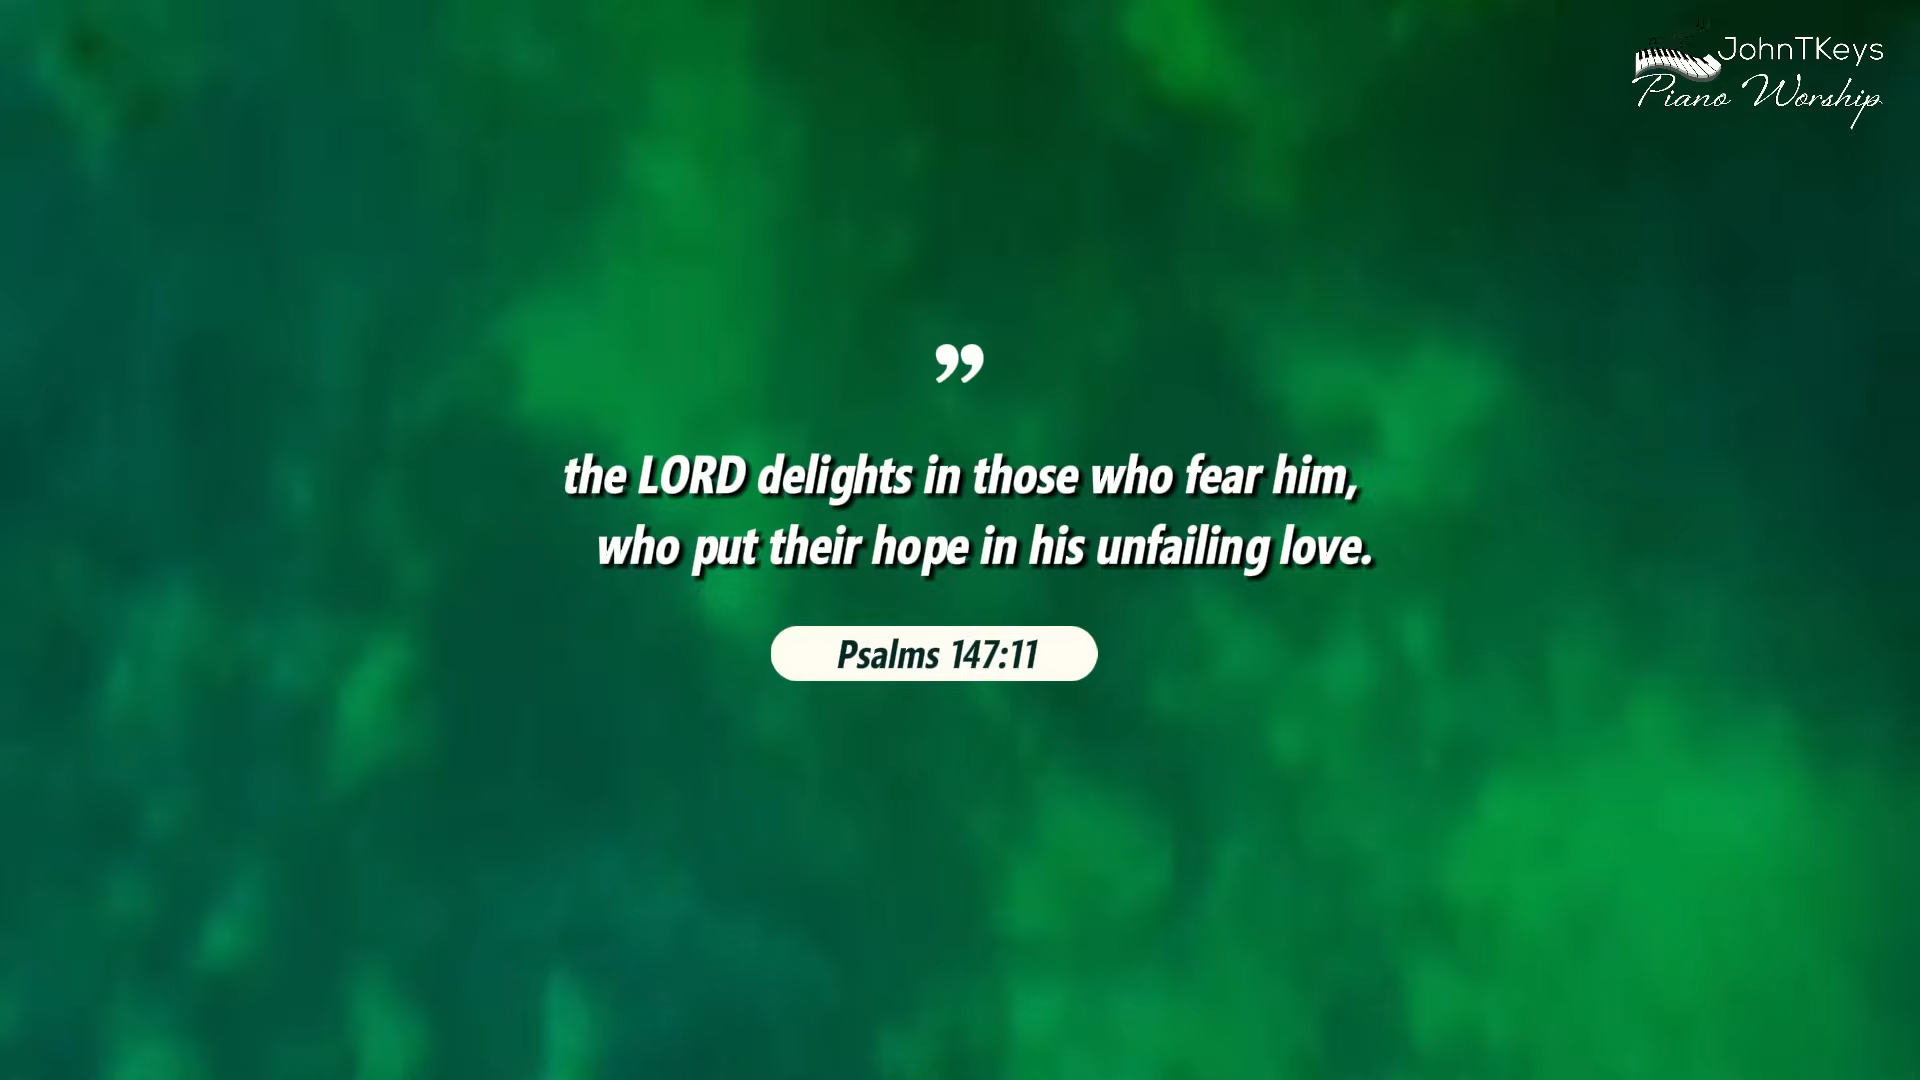 JohnTKeys
Piano Worship
”
the LORD delights in those who fear him,
who put their hope in his unfailing love.
Psalms 147:11